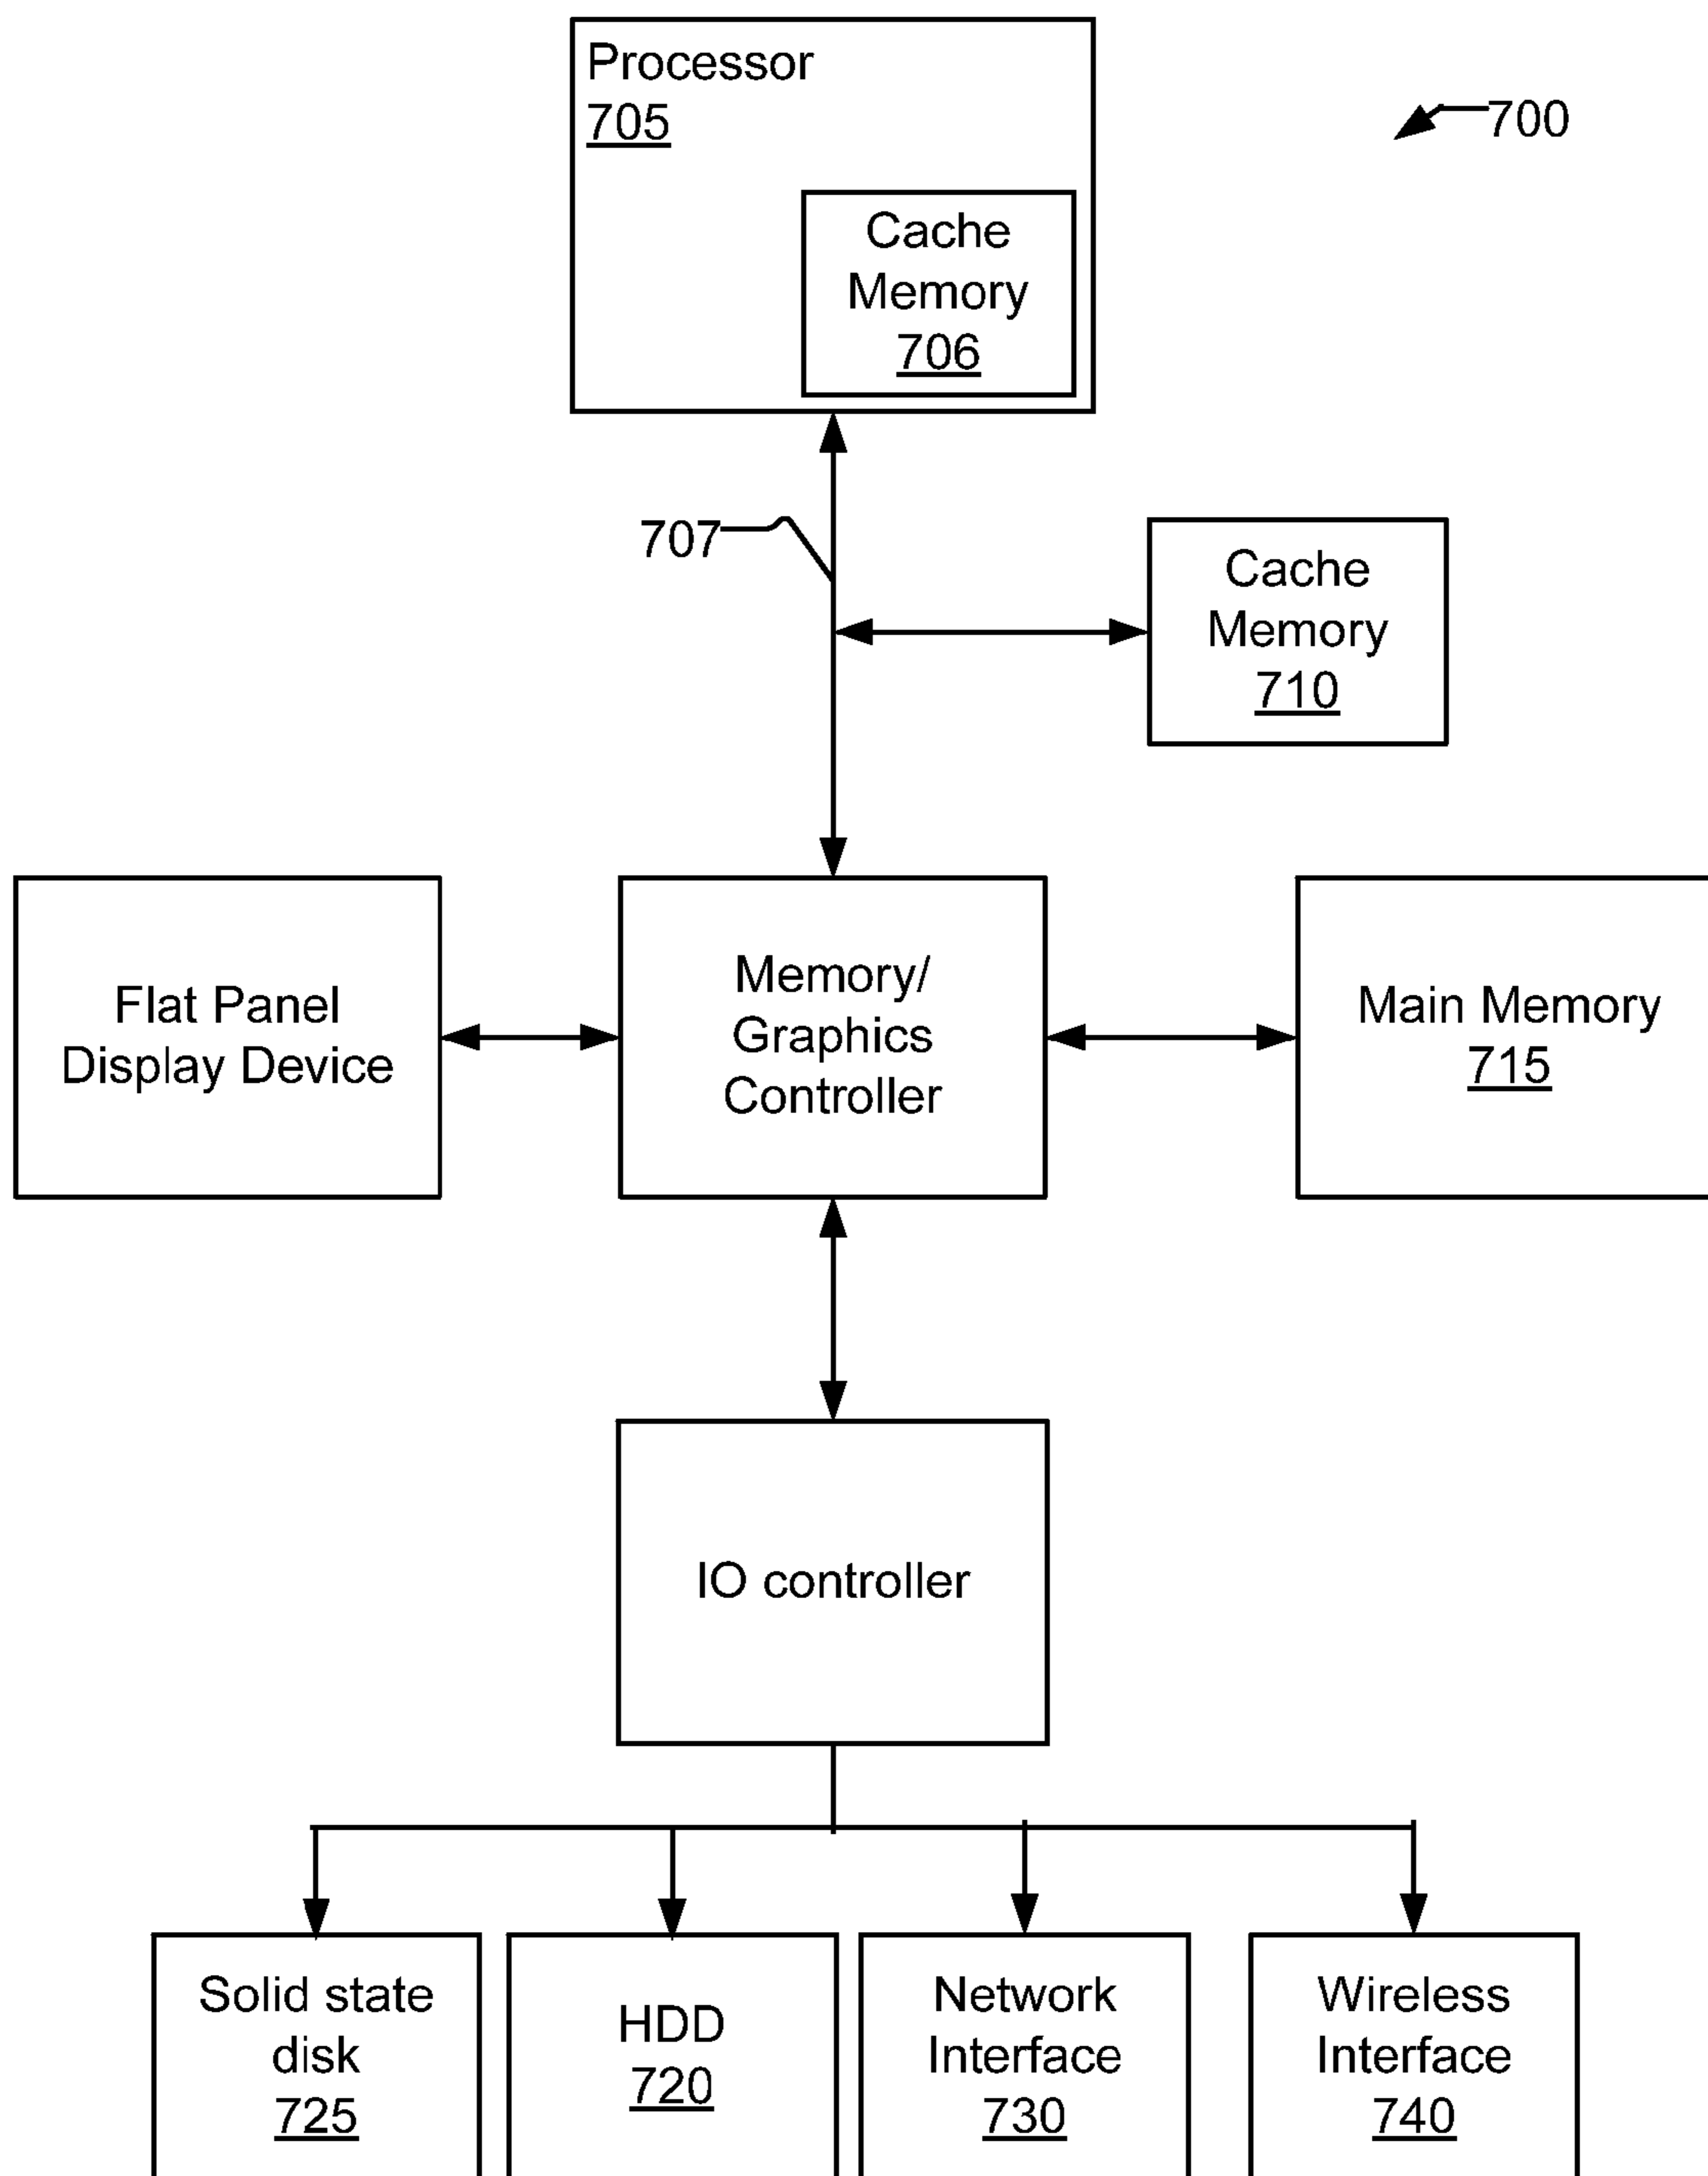 Processor
705
700
Cache
Memory
706
707
Cache
Memory
710
Flat Panel
Display Device
Memory/
Graphics
Controller
Main Memory
715
IO controller
Solid state
disk
725
HDD
720
Network
Interface
730
Wireless
Interface
740